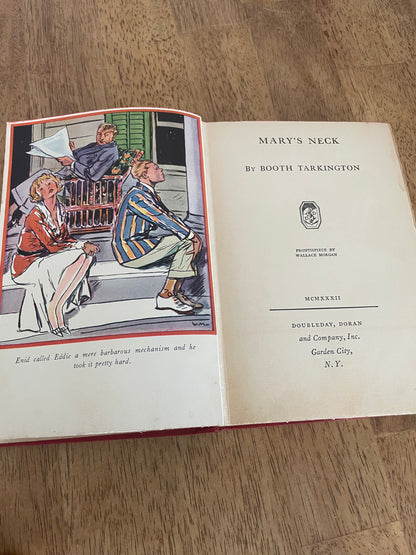 W.M.
Enid called Eddie a mere barbarous mechanism and he
took it pretty hard.
MARY'S NECK
By BOOTH TARKINGTON
FRONTISPIECE BY
WALLACE MORGAN
MCMXXXII
DOUBLEDAY, DORAN
and Company, Inc.
Garden City,
N. Y.